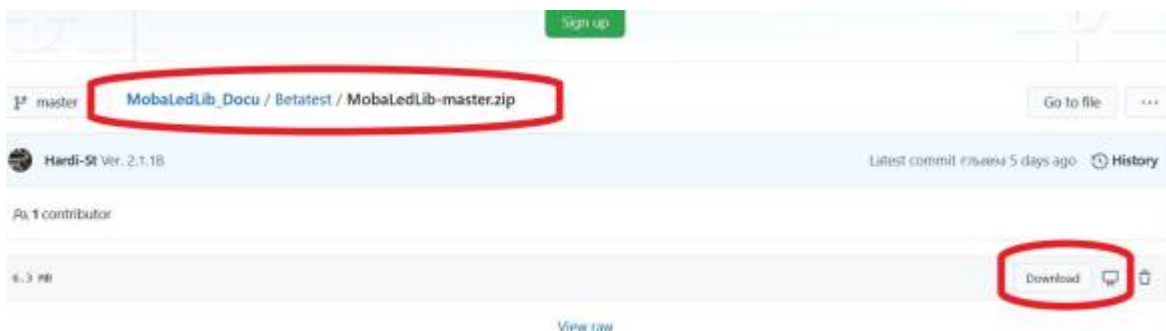 Sign up
master
MobaLedLib_Docu / Betatest / MobaLedLib-master.zip
Go to file
Hardi-St Ver. 2.1.1B
Latest commit 5 days ago
History
1 contributor
6.3 MB
Download
View raw